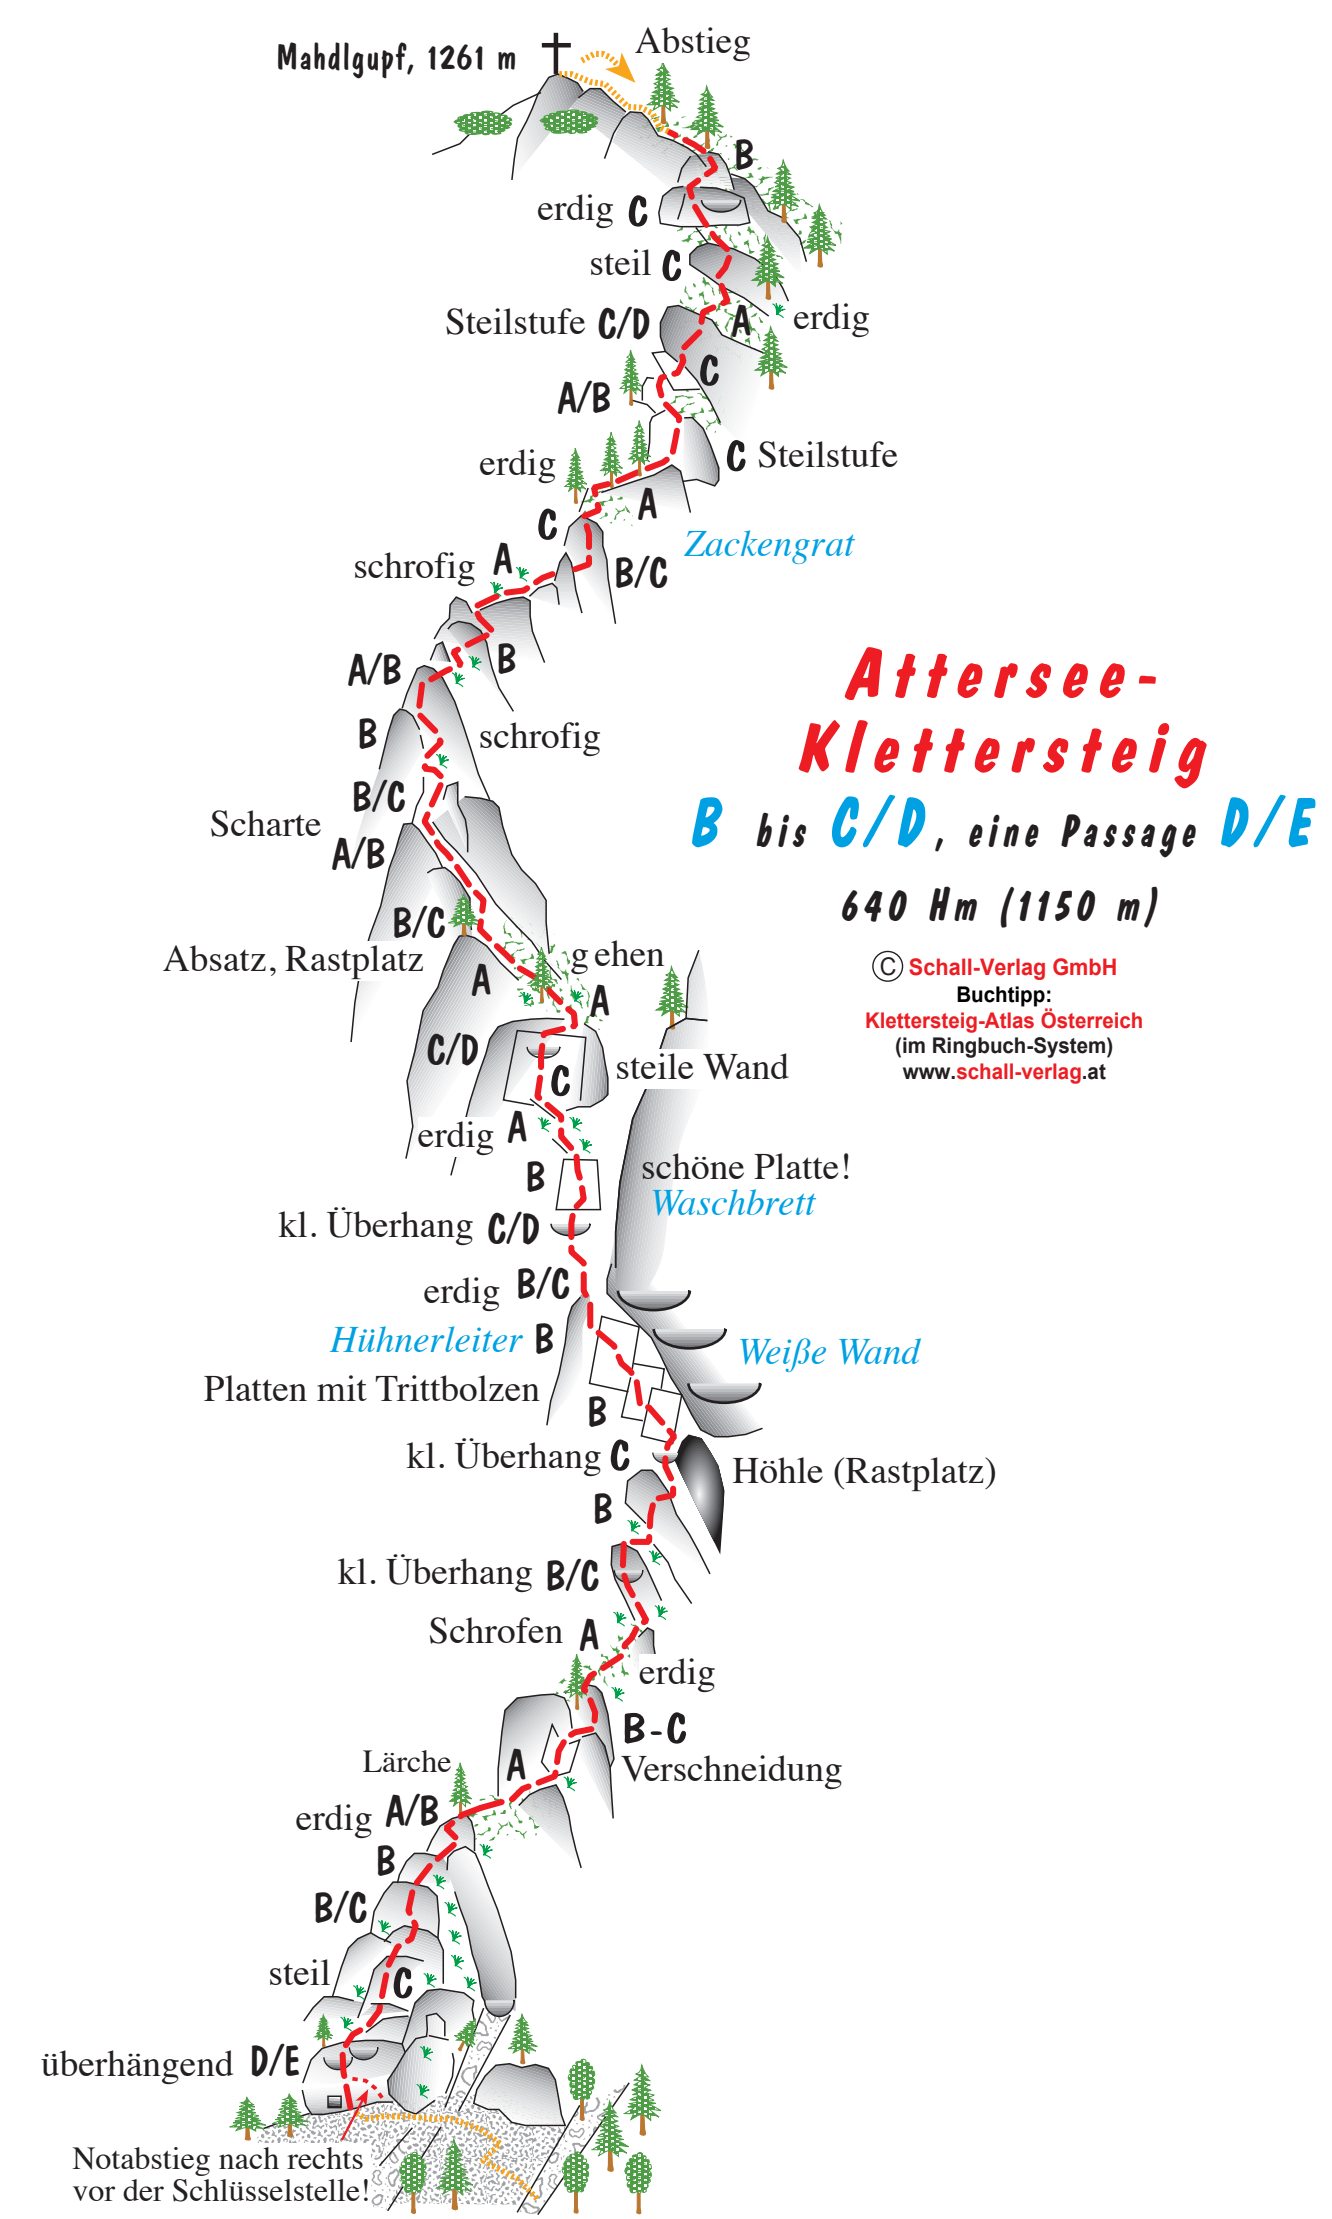 Mahdlgupf, 1261 m
Abstieg
B
erdig C
steil C
Steilstufe C/D
A erdig
C
A/B
C Steilstufe
erdig
A
C
Zackengrat
schrofig A
B/C
B
A/B
B
schrofig
B/C
Scharte
A/B
B/C
Absatz, Rastplatz
gehen
A
A
C/D
steile Wand
C
erdig A
B
schöne Platte!
Waschbrett
kl. Überhang C/D
erdig B/C
Hühnerleiter B
Weiße Wand
Platten mit Trittbolzen
B
kl. Überhang C
Höhle (Rastplatz)
B
kl. Überhang B/C
Schrofen A
erdig
B-C
Verschneidung
A
Lärche
erdig A/B
B
B/C
steil
C
überhängend D/E
Notabstieg nach rechts
vor der Schlüsselstelle!
Attersee-
Klettersteig
B bis C/D, eine Passage D/E
640 Hm (1150 m)
© Schall-Verlag GmbH
Buchtipp:
Klettersteig-Atlas Österreich
(im Ringbuch-System)
www.schall-verlag.at